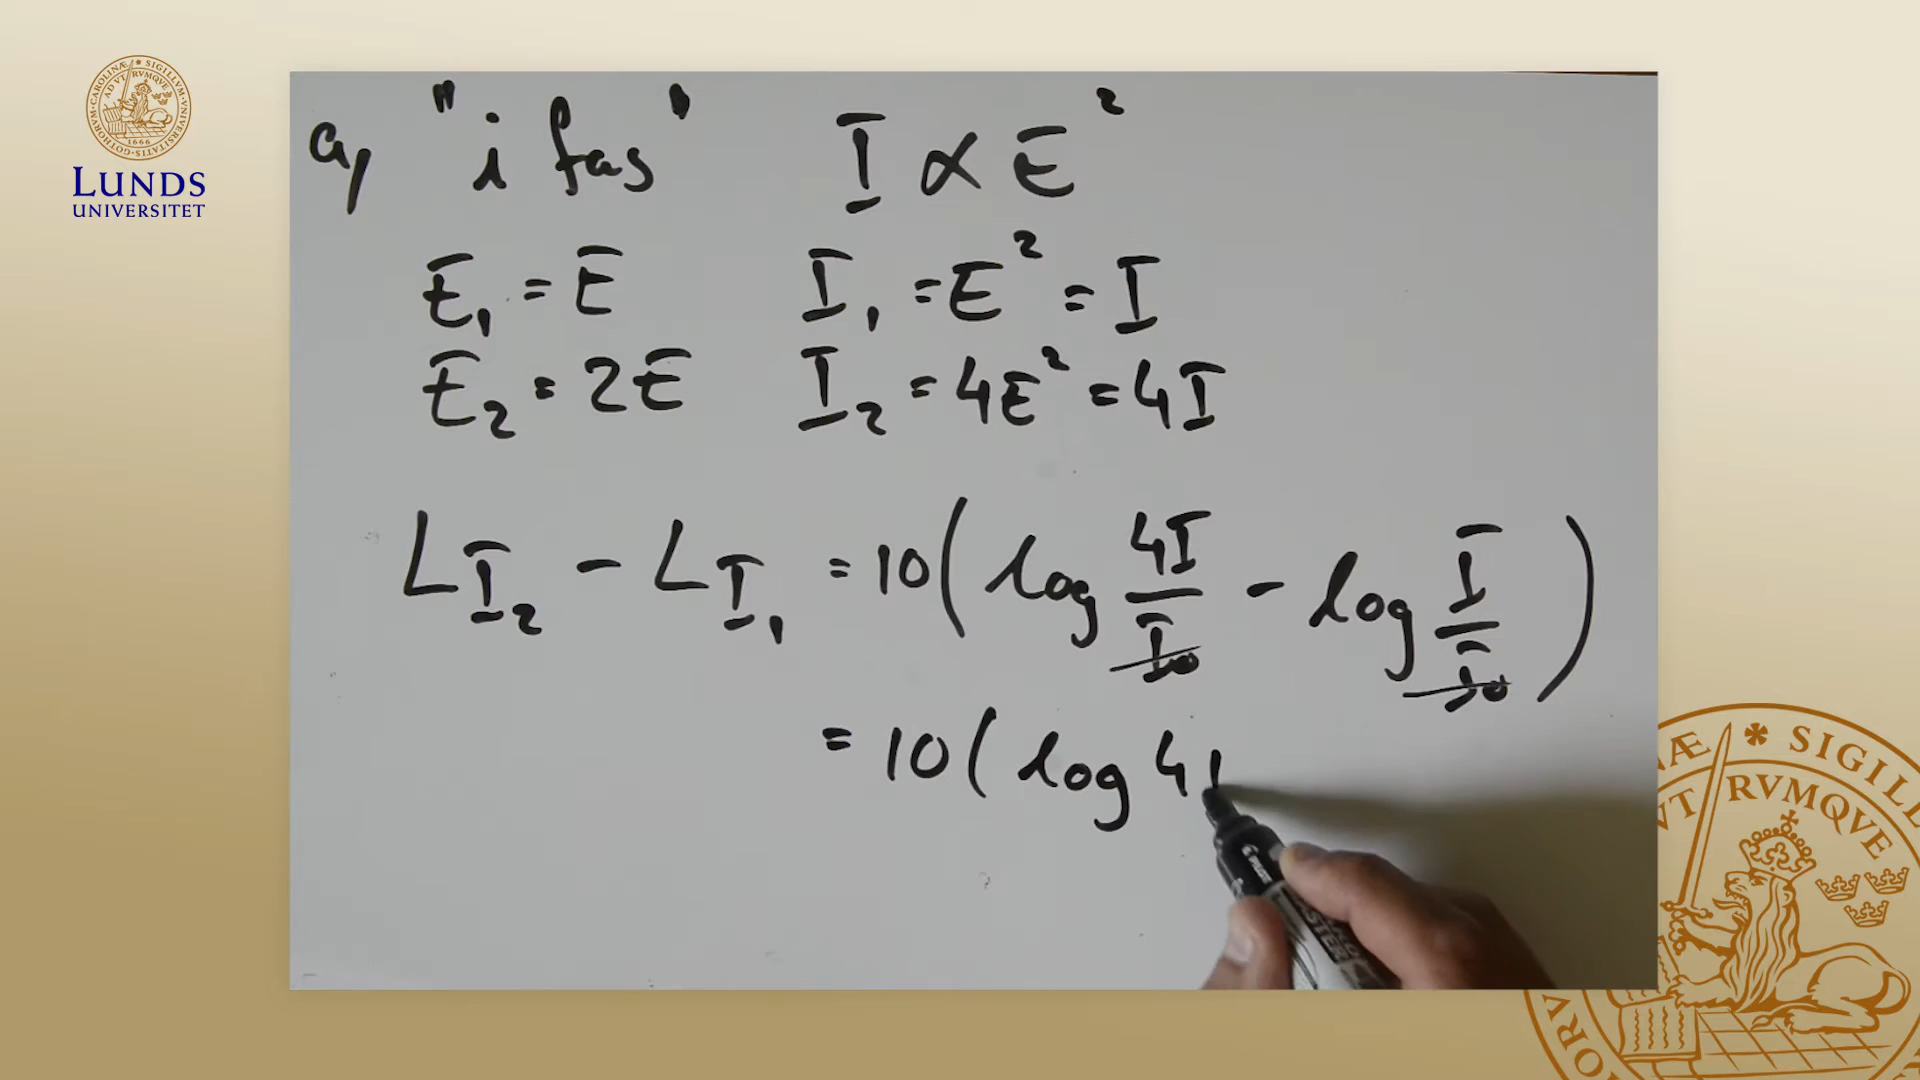 LUNDS
UNIVERSITET
a, "i fas" I ∝ E²
E₁ = E I₁ = E² = I
E₂ = 2E I₂ = 4E² = 4I
L_I₂ - L_I₁ = 10( log 4I/I₀ - log I/I₀ )
= 10( log 4I